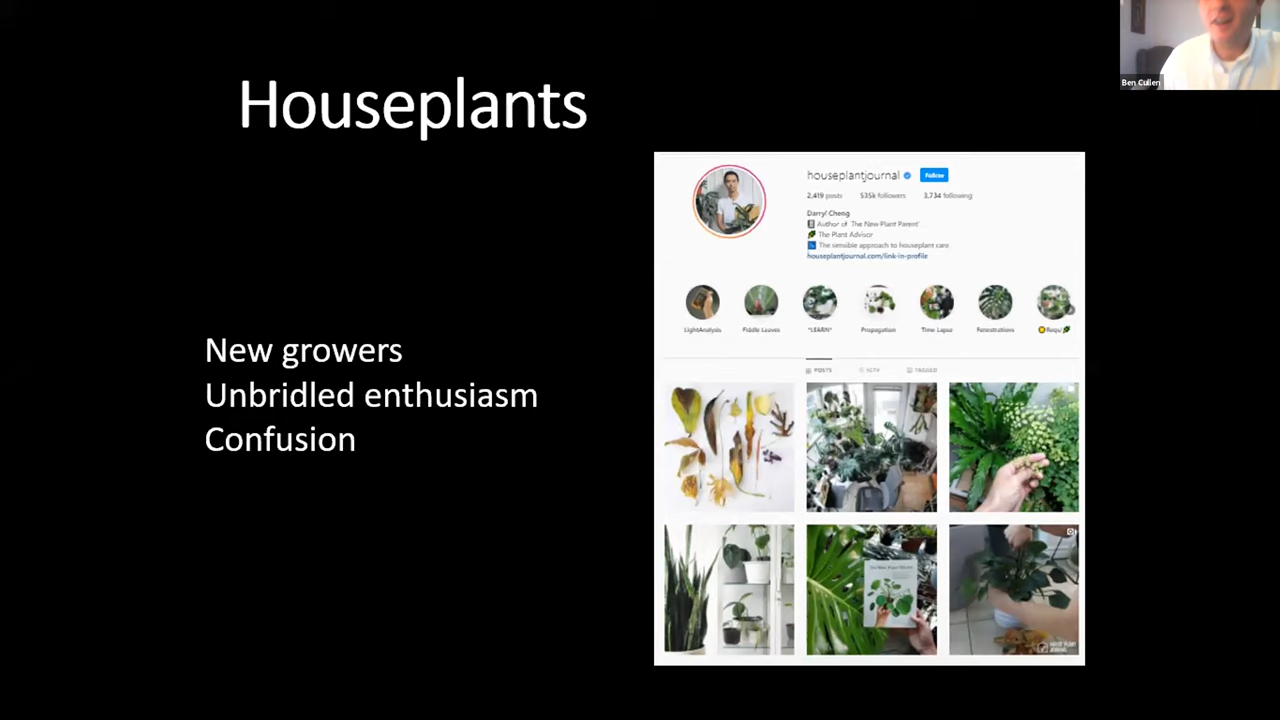 Ben Cullen
Houseplants
New growers
Unbridled enthusiasm
Confusion
houseplantjournal
Follow
2,419 posts 535k followers 3,734 following
Darryl Cheng
Author of 'The New Plant Parent'
The Plant Advisor
The sensible approach to houseplant care
houseplantjournal.com/link-in-profile
LightAnalysis Fiddle Leaves *LEARN* Propagation Time Lapse Fenestrations
POSTS IGTV TAGGED